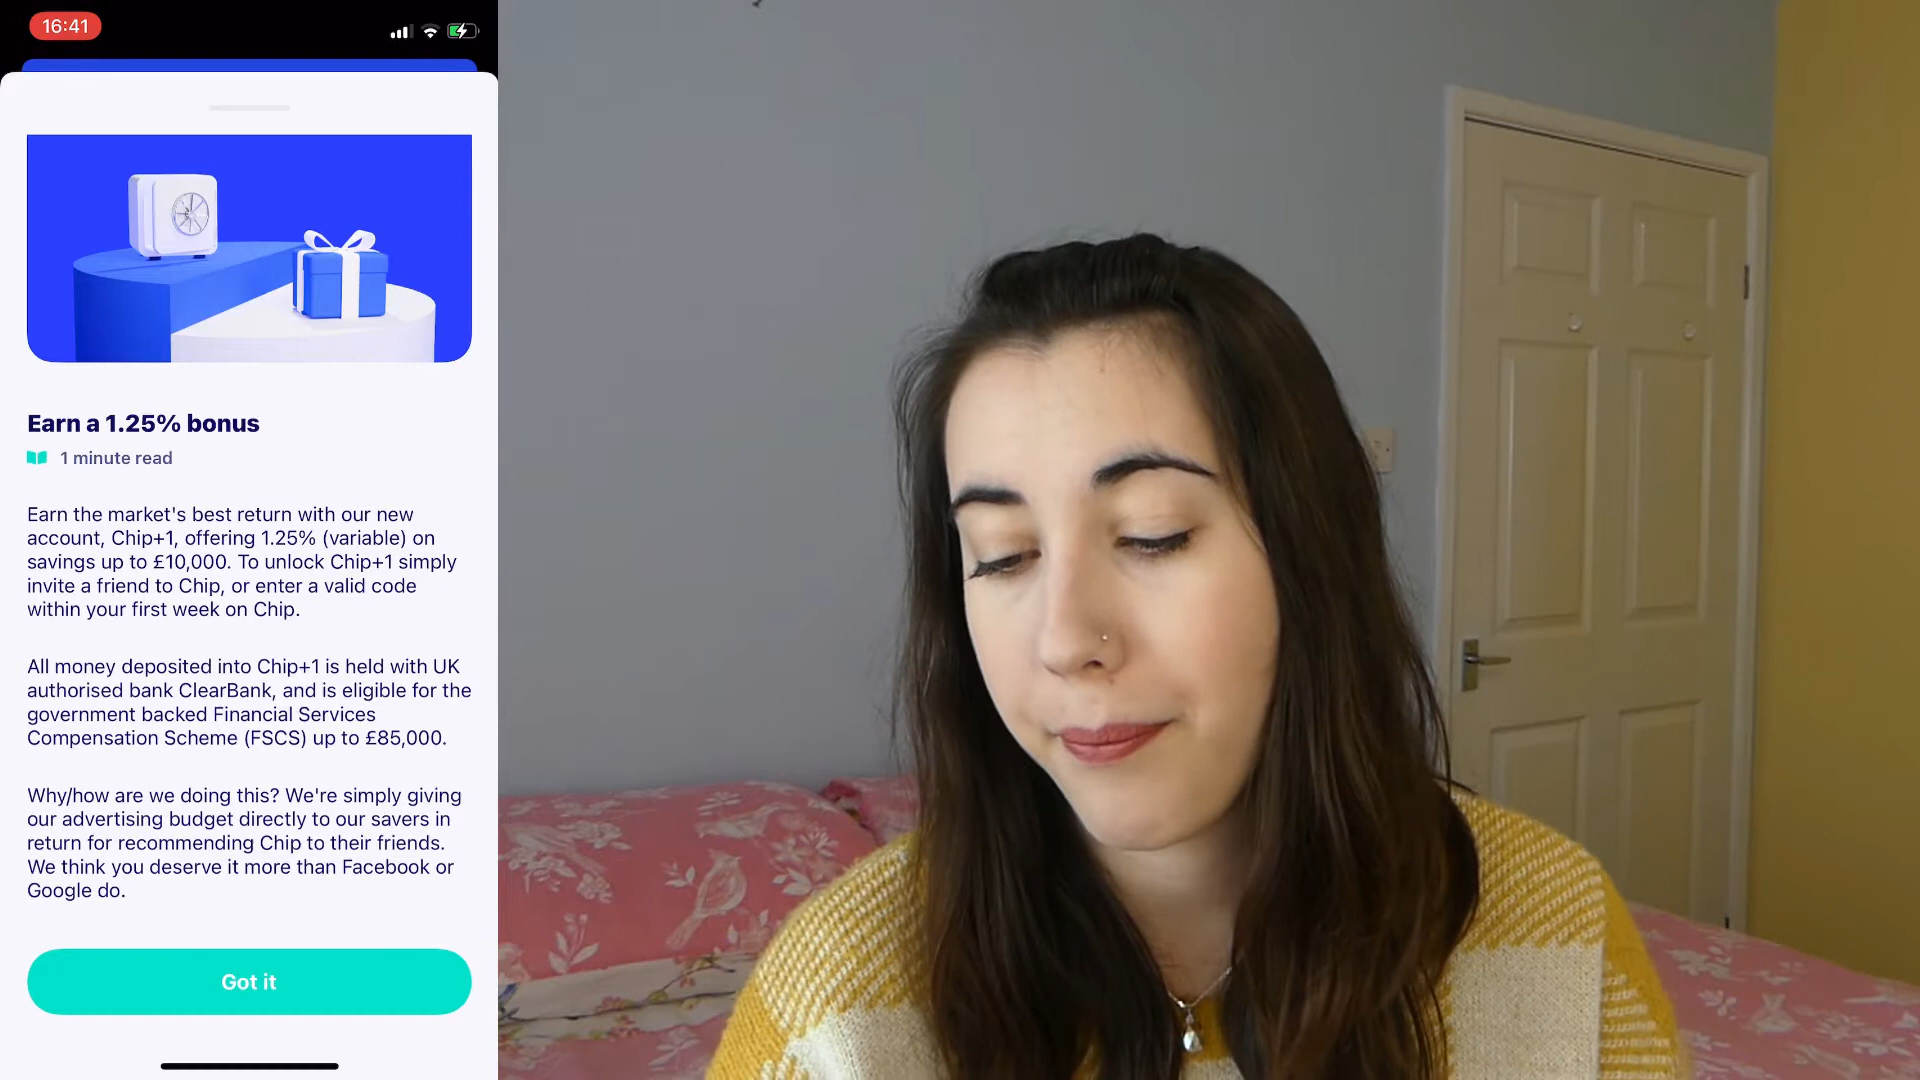 16:41
Earn a 1.25% bonus
1 minute read
Earn the market's best return with our new
account, Chip+1, offering 1.25% (variable) on
savings up to £10,000. To unlock Chip+1 simply
invite a friend to Chip, or enter a valid code
within your first week on Chip.
All money deposited into Chip+1 is held with UK
authorised bank ClearBank, and is eligible for the
government backed Financial Services
Compensation Scheme (FSCS) up to £85,000.
Why/how are we doing this? We're simply giving
our advertising budget directly to our savers in
return for recommending Chip to their friends.
We think you deserve it more than Facebook or
Google do.
Got it